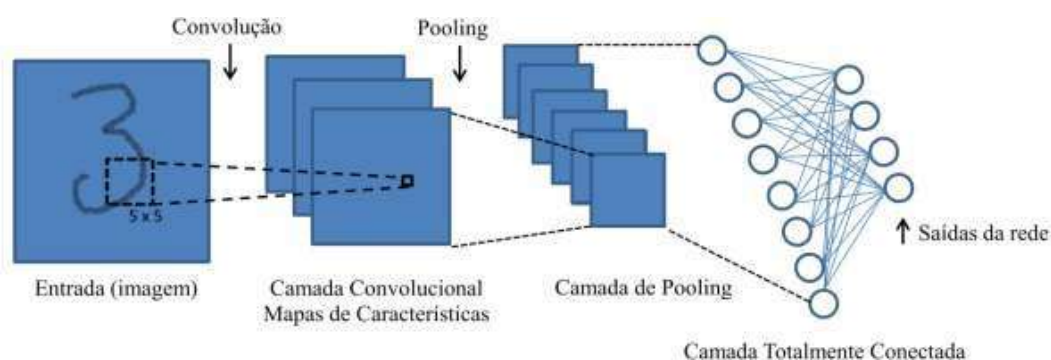 Convolução
Pooling
3
5 x 5
Saídas da rede
Entrada (imagem)
Camada Convolucional
Mapas de Características
Camada de Pooling
Camada Totalmente Conectada